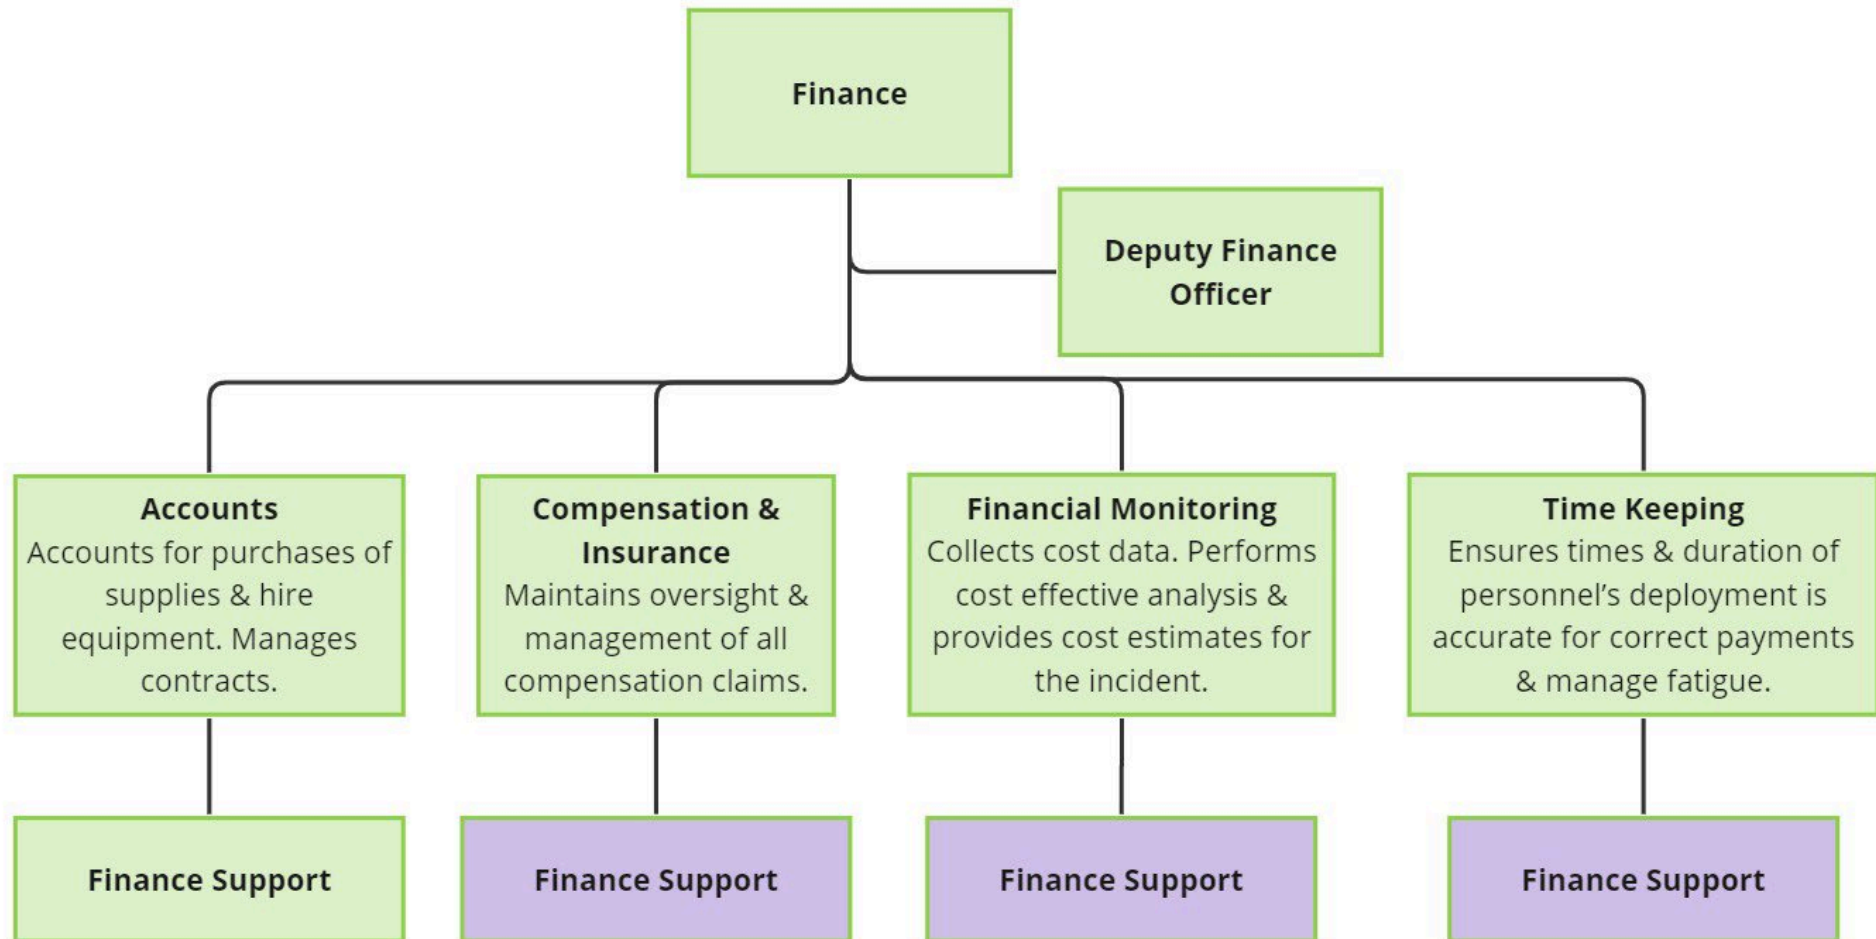 Finance
Deputy Finance
Officer
Accounts
Accounts for purchases of
supplies & hire
equipment. Manages
contracts.
Compensation &
Insurance
Maintains oversight &
management of all
compensation claims.
Financial Monitoring
Collects cost data. Performs
cost effective analysis &
provides cost estimates for
the incident.
Time Keeping
Ensures times & duration of
personnel’s deployment is
accurate for correct payments
& manage fatigue.
Finance Support
Finance Support
Finance Support
Finance Support